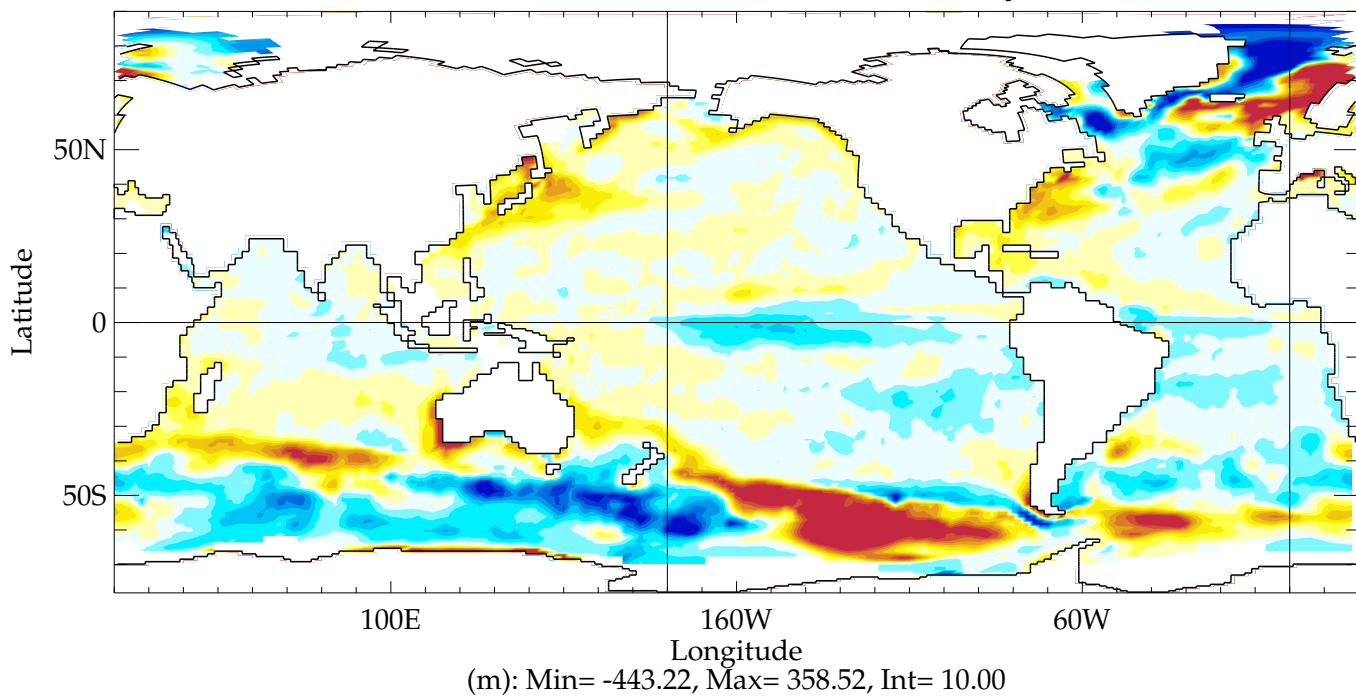 50N
0
50S
Latitude
100E
160W
60W
Longitude
(m): Min= -443.22, Max= 358.52, Int= 10.00